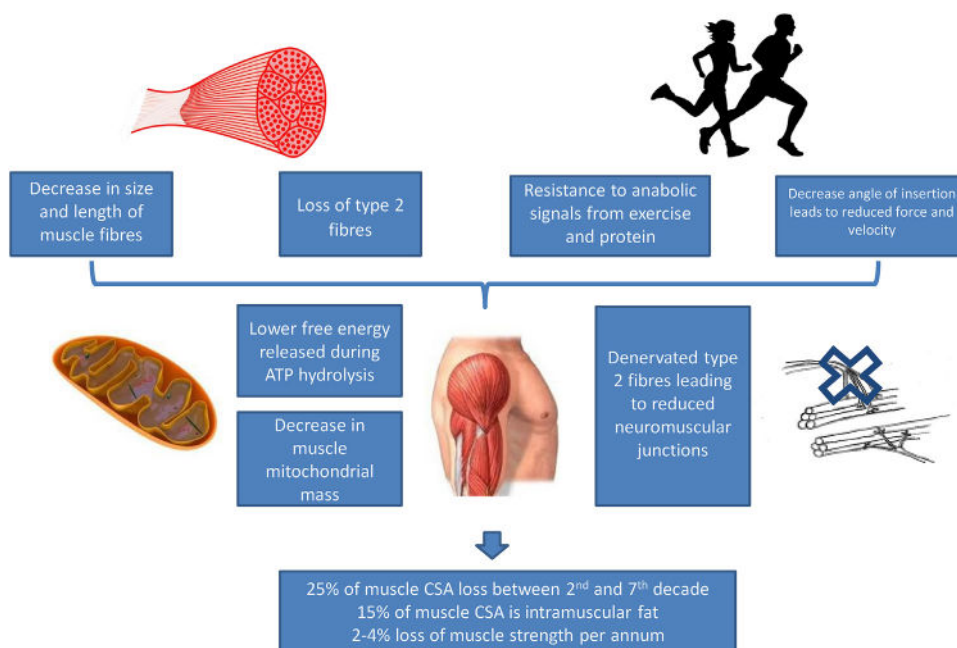 Decrease in size
and length of
muscle fibres
Loss of type 2
fibres
Resistance to anabolic
signals from exercise
and protein
Decrease angle of insertion
leads to reduced force and
velocity
Lower free energy
released during
ATP hydrolysis
Decrease in
muscle
mitochondrial
mass
Denervated type
2 fibres leading
to reduced
neuromuscular
junctions
25% of muscle CSA loss between 2nd and 7th decade
15% of muscle CSA is intramuscular fat
2-4% loss of muscle strength per annum